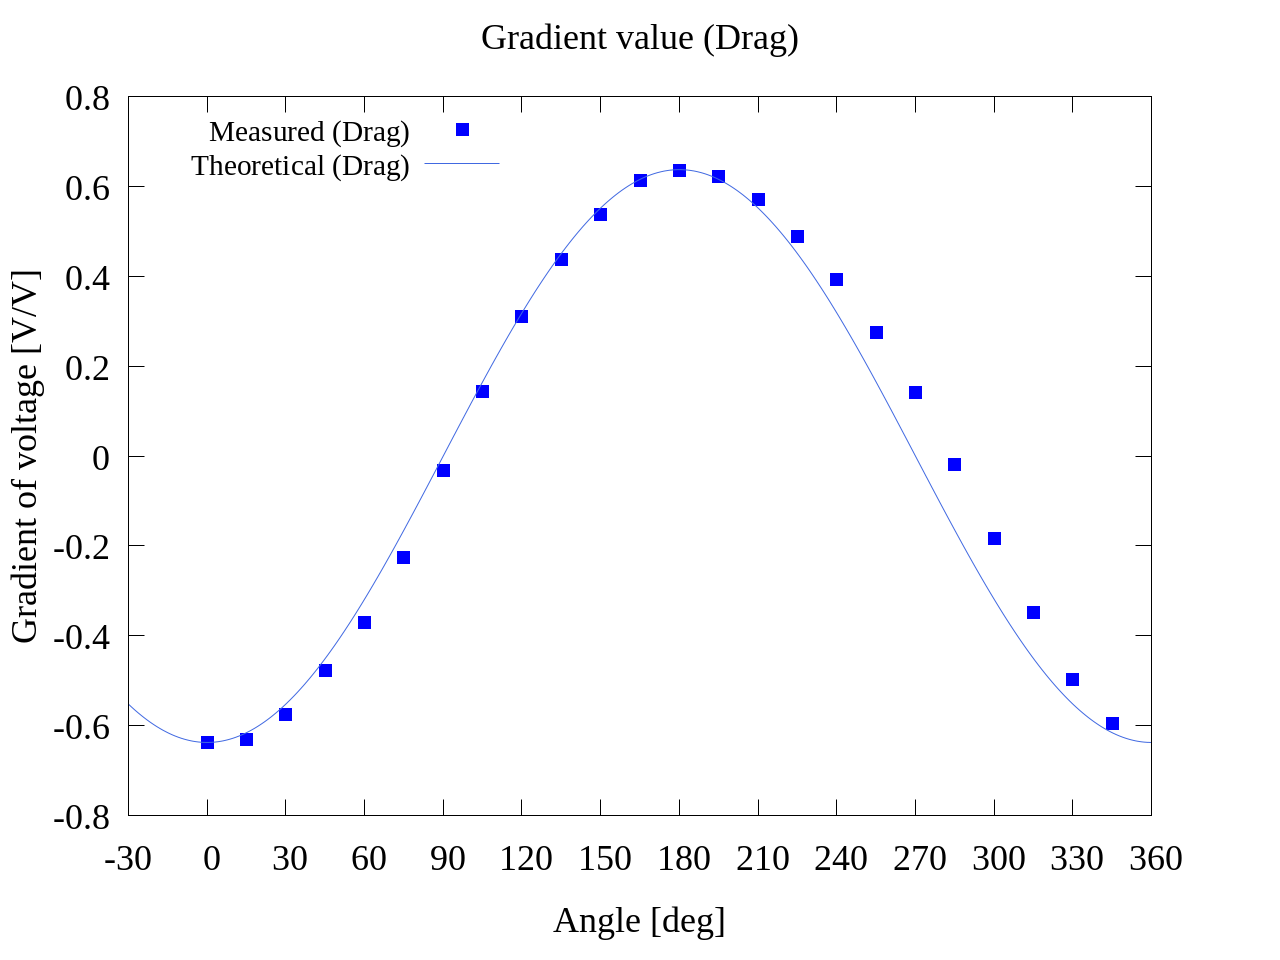 Gradient value (Drag)
Measured (Drag)
Theoretical (Drag)
Gradient of voltage [V/V]
0.8
0.6
0.4
0.2
0
-0.2
-0.4
-0.6
-0.8
-30 0 30 60 90 120 150 180 210 240 270 300 330 360
Angle [deg]